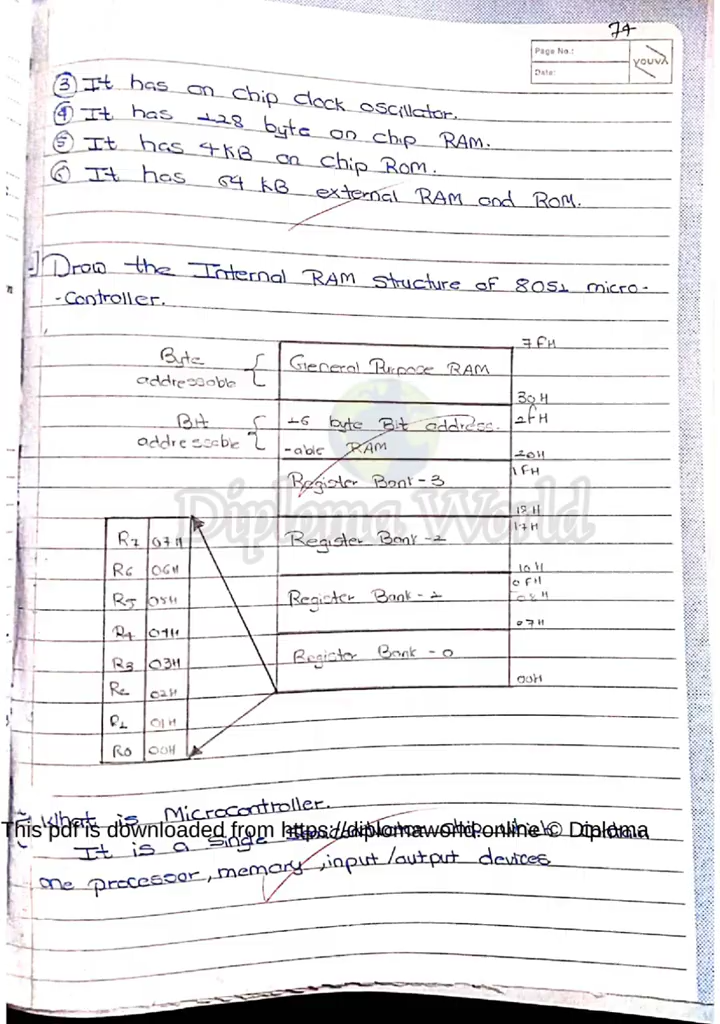 74
Page No.:
Date:
YOUVA
③ It has on chip clock oscillator.
④ It has 128 byte on chip RAM.
⑤ It has 4KB on chip Rom.
⑥ It has 64 KB external RAM and ROM.
Draw the Internal RAM structure of 8051 micro-
-controller.
7FH
Byte
addressable
General Purpose RAM
30H
Bit
addressable
16 byte Bit address-
-able RAM
2FH
20H
Register Bank - 3
1FH
18H
Register Bank - 2
17H
10H
Register Bank - 1
0FH
08H
Register Bank - 0
07H
00H
R7 07H
R6 06H
R5 05H
R4 04H
R3 03H
R2 02H
R1 01H
R0 00H
Diploma World
What is Microcontroller.
This pdf is downloaded from https://diplomaworld.online © Diploma
It is a singe
one processor, memory, input/output devices